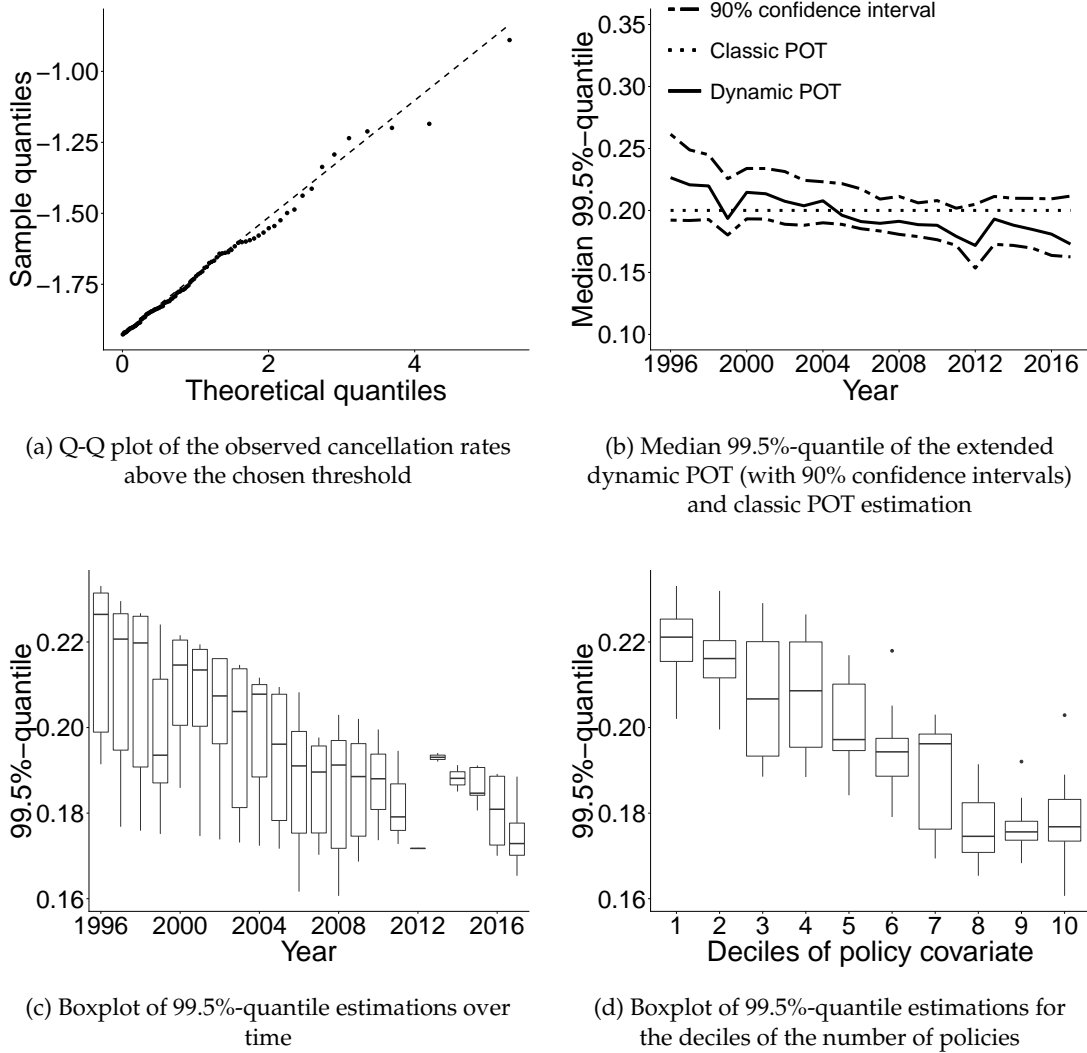 Sample quantiles
−1.00
−1.25
−1.50
−1.75
0
2
4
Theoretical quantiles
(a) Q-Q plot of the observed cancellation rates
above the chosen threshold
Median 99.5%−quantile
0.35
0.30
0.25
0.20
0.15
0.10
90% confidence interval
Classic POT
Dynamic POT
1996
2000
2004
2008
2012
2016
Year
(b) Median 99.5%-quantile of the extended
dynamic POT (with 90% confidence intervals)
and classic POT estimation
99.5%−quantile
0.22
0.20
0.18
0.16
1996
2000
2004
2008
2012
2016
Year
(c) Boxplot of 99.5%-quantile estimations over
time
99.5%−quantile
0.22
0.20
0.18
0.16
1 2 3 4 5 6 7 8 9 10
Deciles of policy covariate
(d) Boxplot of 99.5%-quantile estimations for
the deciles of the number of policies